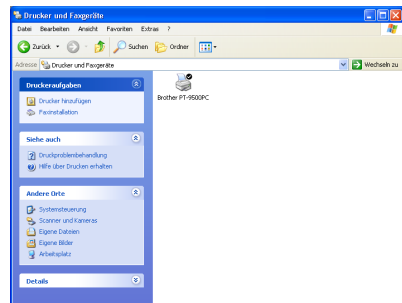 Drucker und Faxgeräte
Datei Bearbeiten Ansicht Favoriten Extras ?
Zurück Suchen Ordner
Adresse Drucker und Faxgeräte Wechseln zu
Druckeraufgaben
Drucker hinzufügen
Faxinstallation
Siehe auch
Druckproblembehandlung
Hilfe über Drucken erhalten
Andere Orte
Systemsteuerung
Scanner und Kameras
Eigene Dateien
Eigene Bilder
Arbeitsplatz
Details
Brother PT-9500PC